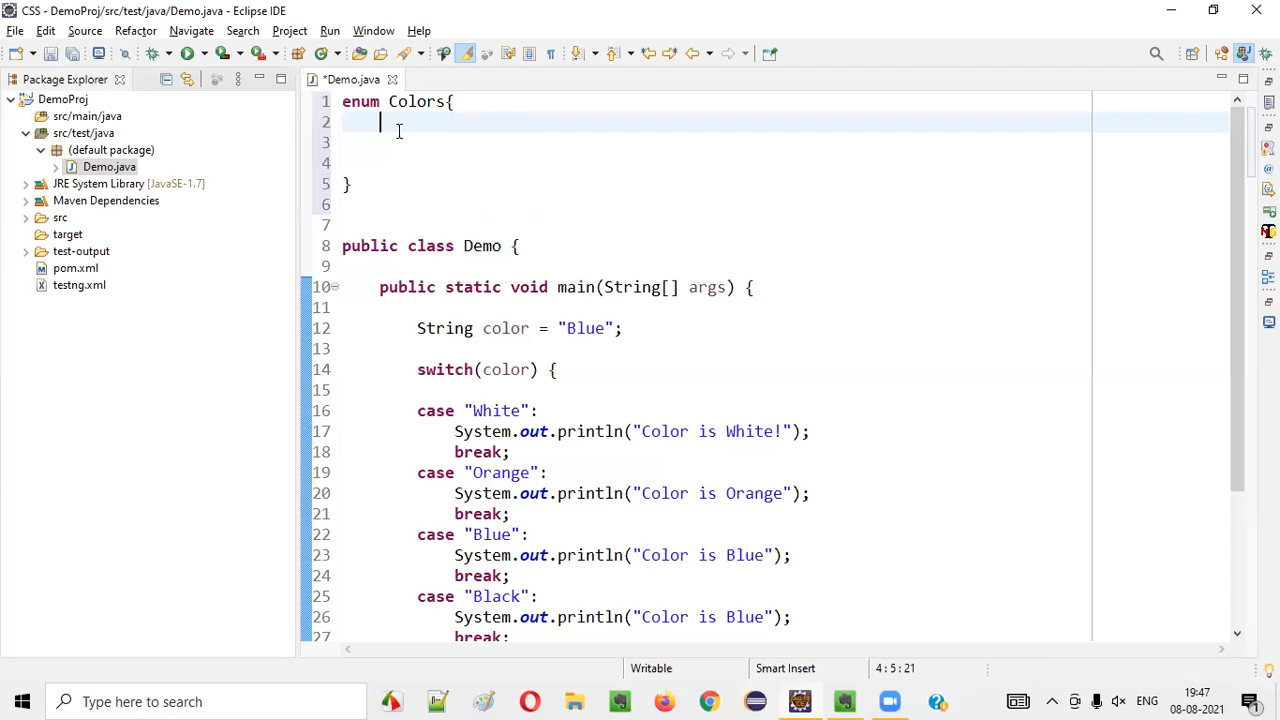 CSS - DemoProj/src/test/java/Demo.java - Eclipse IDE
File Edit Source Refactor Navigate Search Project Run Window Help
Package Explorer
*Demo.java
DemoProj
src/main/java
src/test/java
(default package)
Demo.java
JRE System Library [JavaSE-1.7]
Maven Dependencies
src
target
test-output
pom.xml
testng.xml
1 enum Colors{
2
3
4
5 }
6
7
8 public class Demo {
9
10 public static void main(String[] args) {
11
12 String color = "Blue";
13
14 switch(color) {
15
16 case "White":
17 System.out.println("Color is White!");
18 break;
19 case "Orange":
20 System.out.println("Color is Orange");
21 break;
22 case "Blue":
23 System.out.println("Color is Blue");
24 break;
25 case "Black":
26 System.out.println("Color is Blue");
27 break;
Writable Smart Insert 4:5:21
Type here to search
ENG
19:47
08-08-2021